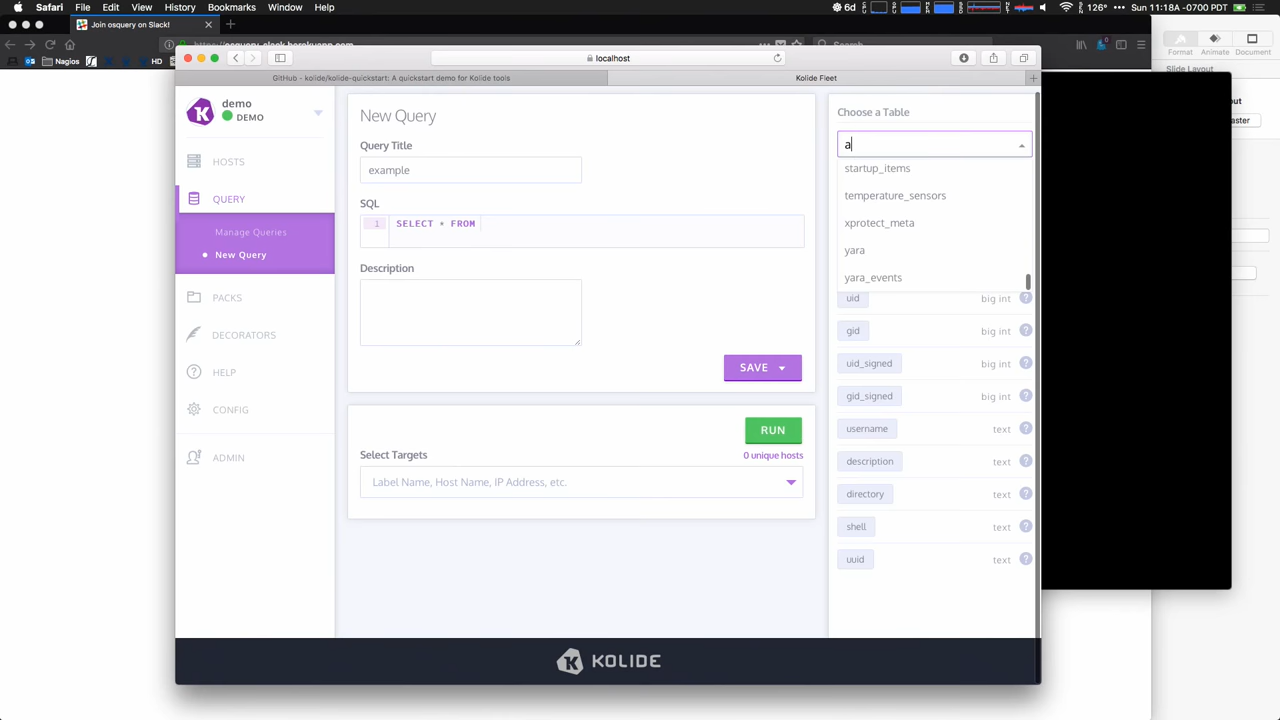 Safari File Edit View History Bookmarks Window Help 6d 126° Sun 11:18A -0700 PDT
Join osquery on Slack!
Nagios HD
Search
Format Animate Document
Slide Layout
localhost
GitHub - kolide/kolide-quickstart: A quickstart demo for Kolide tools
Kolide Fleet
demo
DEMO
HOSTS
QUERY
Manage Queries
New Query
PACKS
DECORATORS
HELP
CONFIG
ADMIN
New Query
Query Title
example
SQL
1 SELECT * FROM
Description
SAVE
RUN
Select Targets
0 unique hosts
Label Name, Host Name, IP Address, etc.
Choose a Table
a
startup_items
temperature_sensors
xprotect_meta
yara
yara_events
uid big int ?
gid big int ?
uid_signed big int ?
gid_signed big int ?
username text ?
description text ?
directory text ?
shell text ?
uuid text ?
KOLIDE